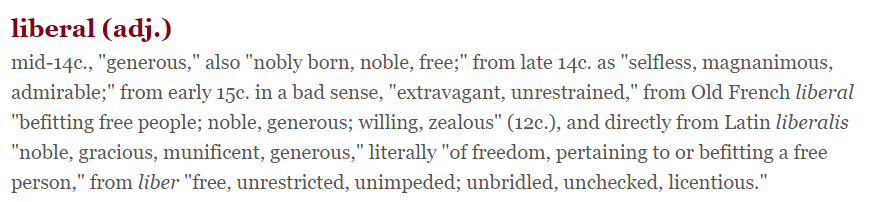 liberal (adj.)
mid-14c., "generous," also "nobly born, noble, free;" from late 14c. as "selfless, magnanimous,
admirable;" from early 15c. in a bad sense, "extravagant, unrestrained," from Old French liberal
"befitting free people; noble, generous; willing, zealous" (12c.), and directly from Latin liberalis
"noble, gracious, munificent, generous," literally "of freedom, pertaining to or befitting a free
person," from liber "free, unrestricted, unimpeded; unbridled, unchecked, licentious."